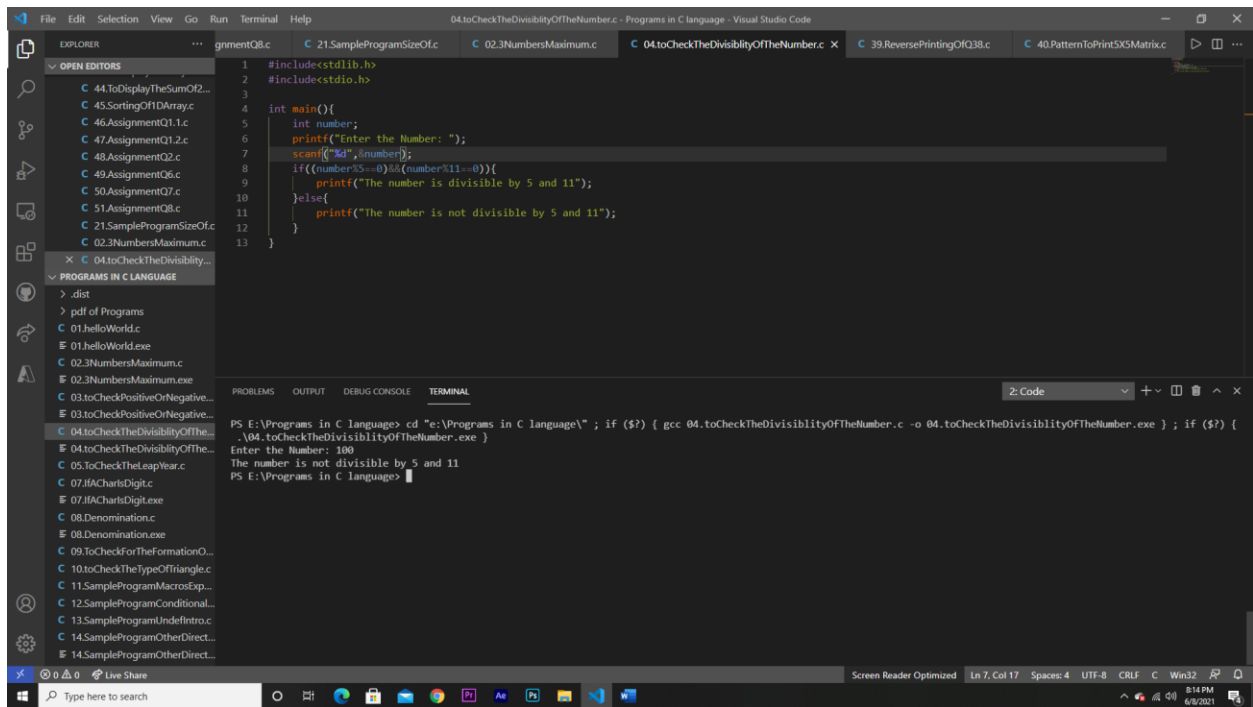 File Edit Selection View Go Run Terminal Help 04.toCheckTheDivisiblityOfTheNumber.c - Programs in C language - Visual Studio Code
EXPLORER ··· gnmentQ8.c C 21.SampleProgramSizeOf.c C 02.3NumbersMaximum.c C 04.toCheckTheDivisiblityOfTheNumber.c × C 39.ReversePrintingOfQ38.c C 40.PatternToPrint5X5Matrix.c
OPEN EDITORS
C 44.ToDisplayTheSumOf2...
C 45.SortingOf1DArray.c
C 46.AssignmentQ1.1.c
C 47.AssignmentQ1.2.c
C 48.AssignmentQ2.c
C 49.AssignmentQ6.c
C 50.AssignmentQ7.c
C 51.AssignmentQ8.c
C 21.SampleProgramSizeOf.c
C 02.3NumbersMaximum.c
× C 04.toCheckTheDivisiblity...
PROGRAMS IN C LANGUAGE
> .dist
> pdf of Programs
C 01.helloWorld.c
01.helloWorld.exe
C 02.3NumbersMaximum.c
02.3NumbersMaximum.exe
C 03.toCheckPositiveOrNegative...
03.toCheckPositiveOrNegative...
C 04.toCheckTheDivisiblityOfThe...
04.toCheckTheDivisiblityOfThe...
C 05.ToCheckTheLeapYear.c
C 07.IfACharIsDigit.c
07.IfACharIsDigit.exe
C 08.Denomination.c
08.Denomination.exe
C 09.ToCheckForTheFormationO...
C 10.toCheckTheTypeOfTriangle.c
C 11.SampleProgramMacrosExp...
C 12.SampleProgramConditional...
C 13.SampleProgramUndefIntro.c
C 14.SampleProgramOtherDirect...
14.SampleProgramOtherDirect...
1 #include<stdlib.h>
2 #include<stdio.h>
3
4 int main(){
5 int number;
6 printf("Enter the Number: ");
7 scanf("%d",&number);
8 if((number%5==0)&&(number%11==0)){
9 printf("The number is divisible by 5 and 11");
10 }else{
11 printf("The number is not divisible by 5 and 11");
12 }
13 }
PROBLEMS OUTPUT DEBUG CONSOLE TERMINAL 2: Code
PS E:\Programs in C language> cd "e:\Programs in C language\" ; if ($?) { gcc 04.toCheckTheDivisiblityOfTheNumber.c -o 04.toCheckTheDivisiblityOfTheNumber.exe } ; if ($?) {
.\04.toCheckTheDivisiblityOfTheNumber.exe }
Enter the Number: 100
The number is not divisible by 5 and 11
PS E:\Programs in C language>
0 0 Live Share Screen Reader Optimized Ln 7, Col 17 Spaces: 4 UTF-8 CRLF C Win32
Type here to search Pr Ae Ps 8:14 PM
6/8/2021